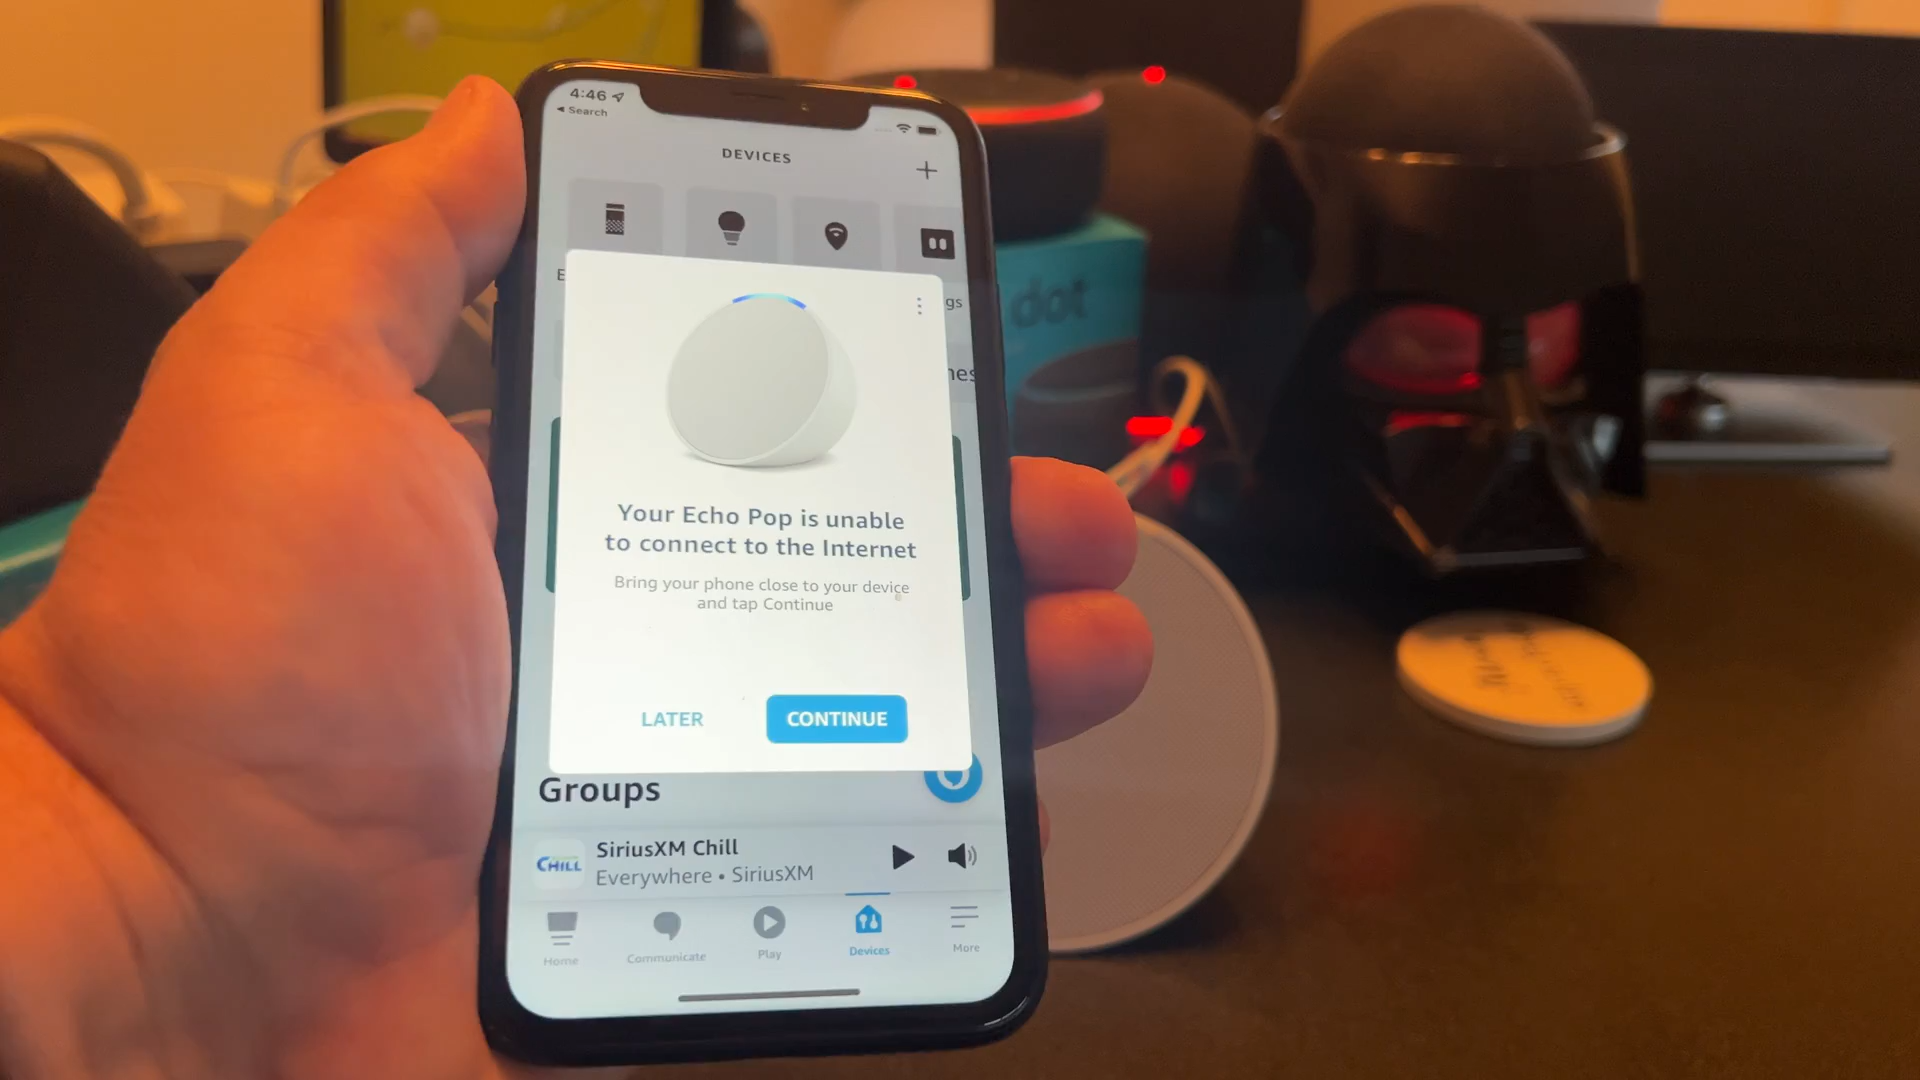 4:46
Search
DEVICES
E
gs
dot
nes
Your Echo Pop is unable
to connect to the Internet
Bring your phone close to your device
and tap Continue
LATER
CONTINUE
Groups
CHILL
SiriusXM Chill
Everywhere • SiriusXM
Home
Communicate
Play
Devices
More